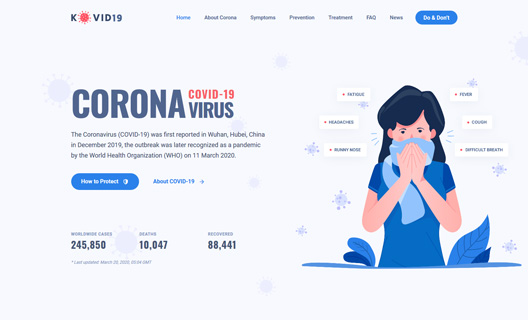 KOVID19
Home About Corona Symptoms Prevention Treatment FAQ News Do & Don't
CORONA COVID-19 VIRUS
The Coronavirus (COVID-19) was first reported in Wuhan, Hubei, China
in December 2019, the outbreak was later recognized as a pandemic
by the World Health Organization (WHO) on 11 March 2020.
How to Protect About COVID-19
WORLDWIDE CASES DEATHS RECOVERED
245,850 10,047 88,441
* Last updated: March 20, 2020, 05:04 GMT
FATIGUE FEVER
HEADACHES COUGH
RUNNY NOSE DIFFICULT BREATH